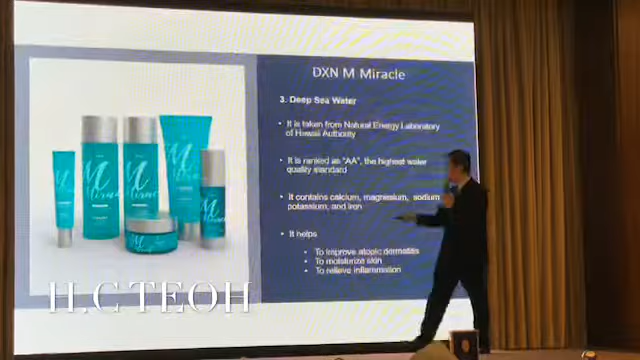 DXN M Miracle
3. Deep Sea Water
• It is taken from Natural Energy Laboratory
of Hawaii Authority
• It is ranked as "AA", the highest water
quality standard
• It contains calcium, magnesium, sodium
potassium, and iron
• It helps
• To improve atopic dermatitis
• To moisturize skin
• To relieve inflammation
M
Miracle
H.C TEOH